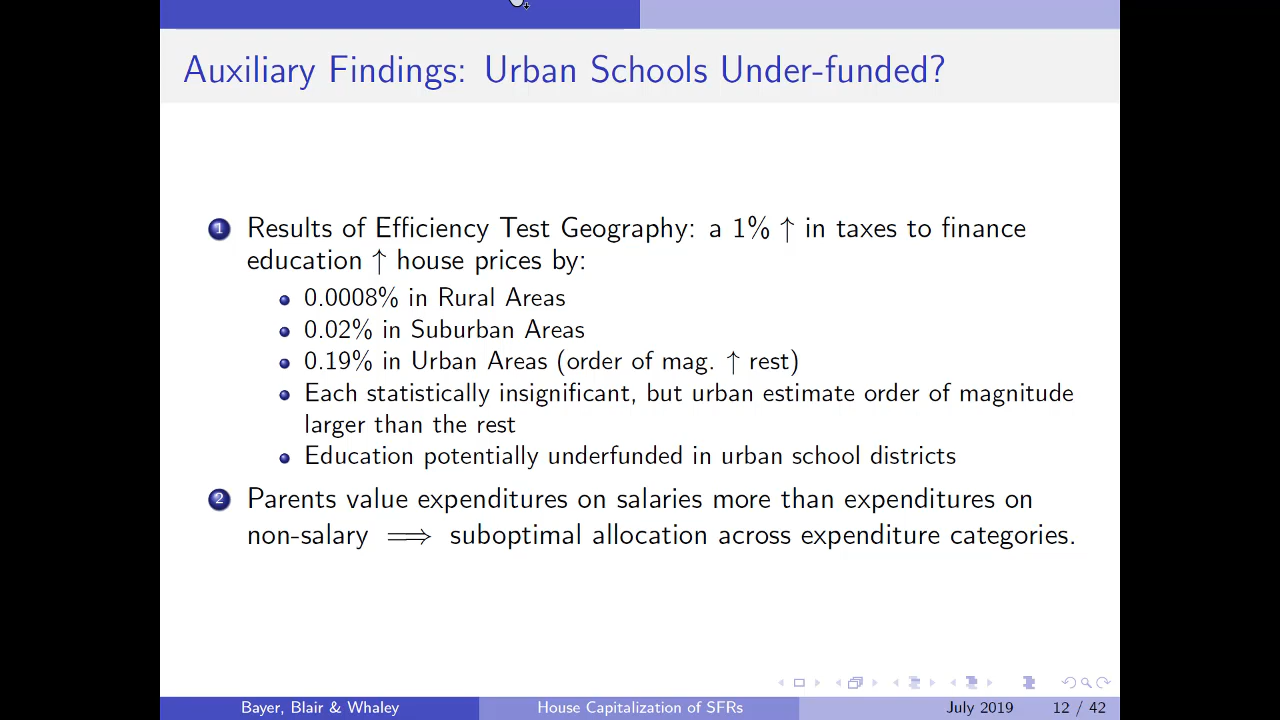 Auxiliary Findings: Urban Schools Under-funded?
1 Results of Efficiency Test Geography: a 1% ↑ in taxes to finance
education ↑ house prices by:
0.0008% in Rural Areas
0.02% in Suburban Areas
0.19% in Urban Areas (order of mag. ↑ rest)
Each statistically insignificant, but urban estimate order of magnitude
larger than the rest
Education potentially underfunded in urban school districts
2 Parents value expenditures on salaries more than expenditures on
non-salary ⟹ suboptimal allocation across expenditure categories.
Bayer, Blair & Whaley House Capitalization of SFRs July 2019 12 / 42